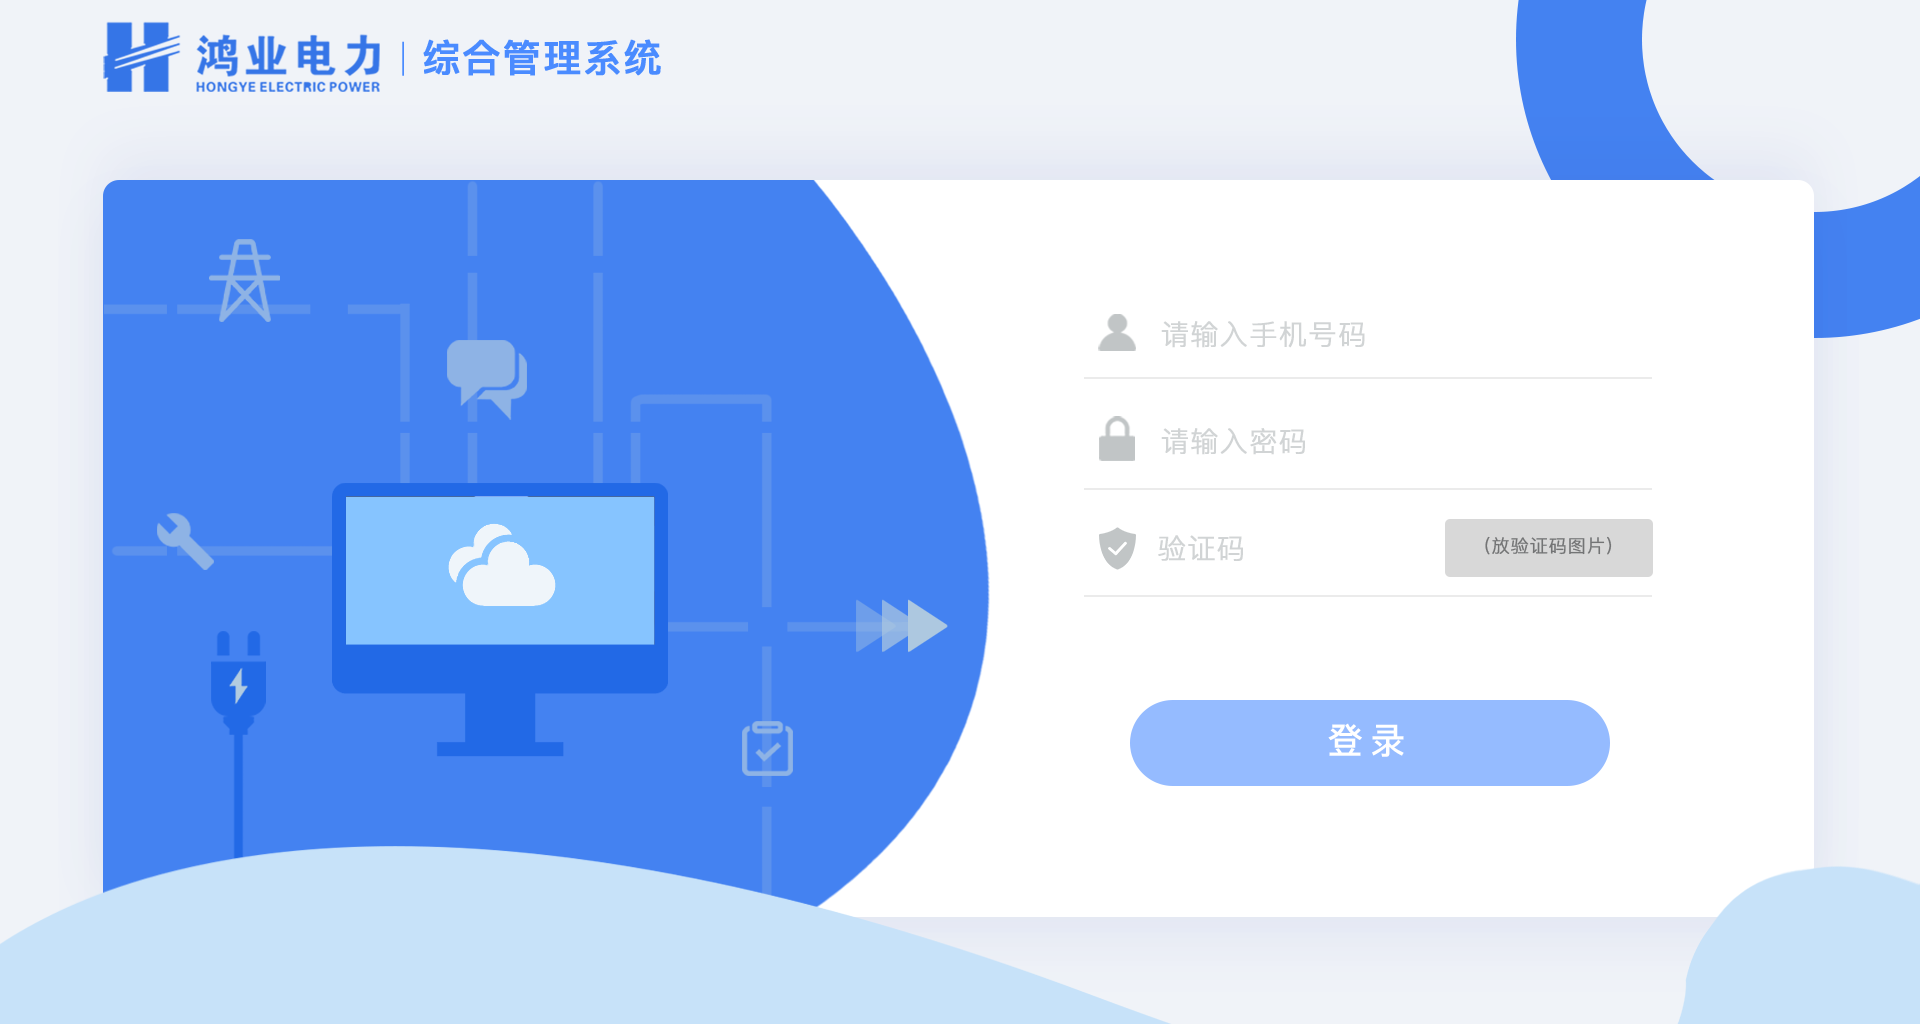 鸿业电力
HONGYE ELECTRIC POWER
综合管理系统
请输入手机号码
请输入密码
验证码
(放验证码图片)
登录